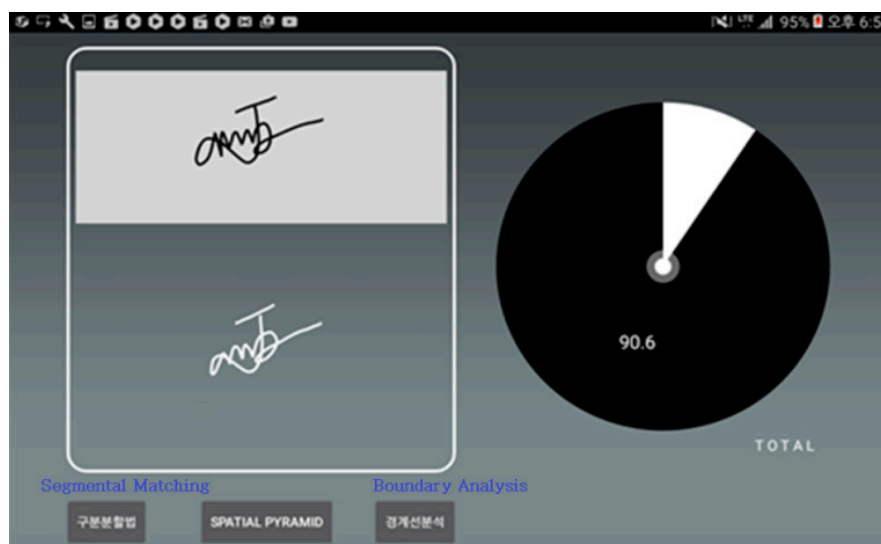 LTE 95% 오후 6:5
90.6
TOTAL
Segmental Matching Boundary Analysis
구분분할법 SPATIAL PYRAMID 경계선분석